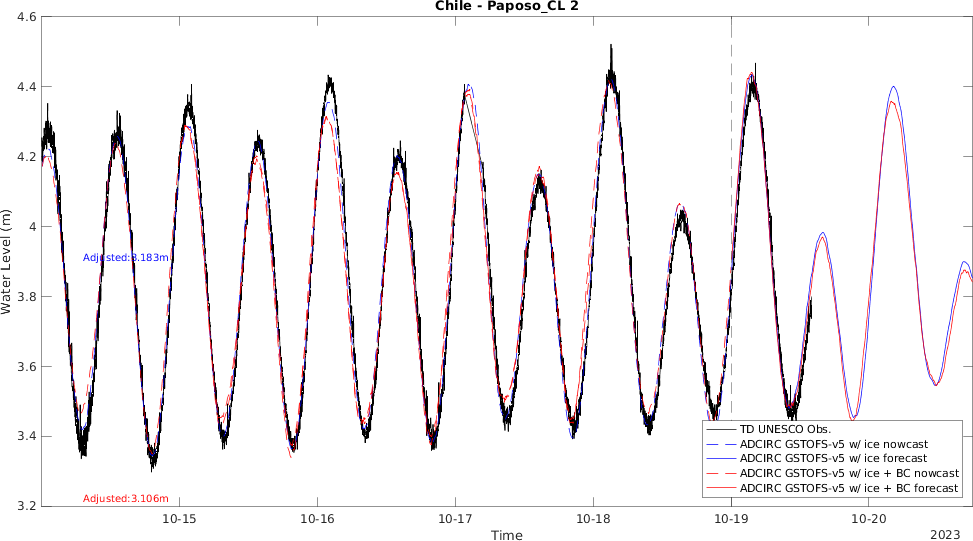 Chile - Paposo_CL 2
4.6
4.4
4.2
4
3.8
3.6
3.4
3.2
Water Level (m)
Adjusted:3.183m
Adjusted:3.106m
TD UNESCO Obs.
ADCIRC GSTOFS-v5 w/ ice nowcast
ADCIRC GSTOFS-v5 w/ ice forecast
ADCIRC GSTOFS-v5 w/ ice + BC nowcast
ADCIRC GSTOFS-v5 w/ ice + BC forecast
10-15 10-16 10-17 10-18 10-19 10-20
Time
2023